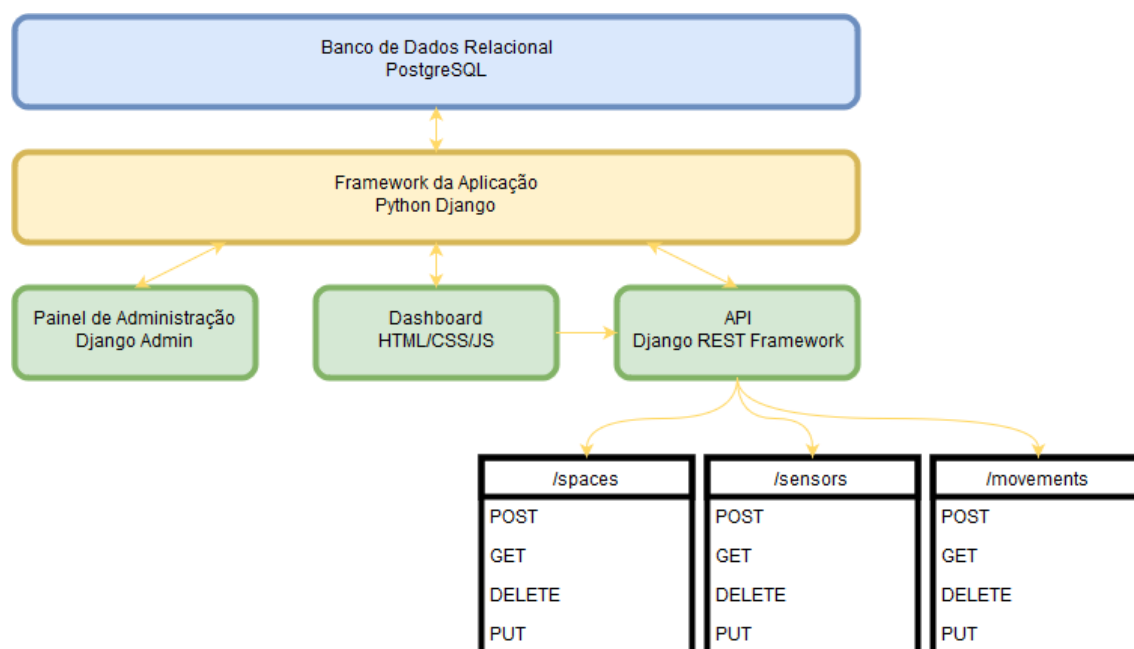 Banco de Dados Relacional
PostgreSQL
Framework da Aplicação
Python Django
Painel de Administração
Django Admin
Dashboard
HTML/CSS/JS
API
Django REST Framework
/spaces
POST
GET
DELETE
PUT
/sensors
POST
GET
DELETE
PUT
/movements
POST
GET
DELETE
PUT